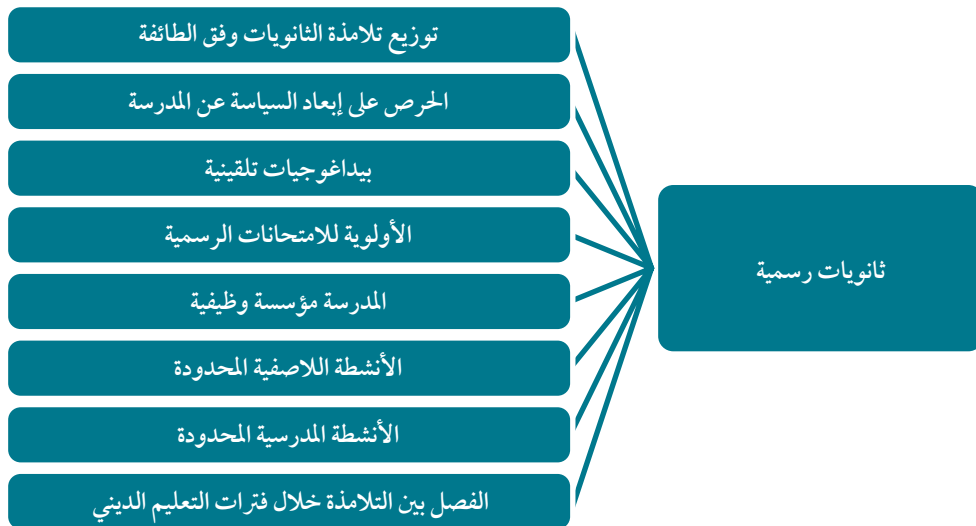 توزيع تلامذة الثانويات وفق الطائفة
الحرص على إبعاد السياسة عن المدرسة
بيداغوجيات تلقينية
الأولوية للامتحانات الرسمية
المدرسة مؤسسة وظيفية
الأنشطة اللاصفية المحدودة
الأنشطة المدرسية المحدودة
الفصل بين التلامذة خلال فترات التعليم الديني
ثانويات رسمية